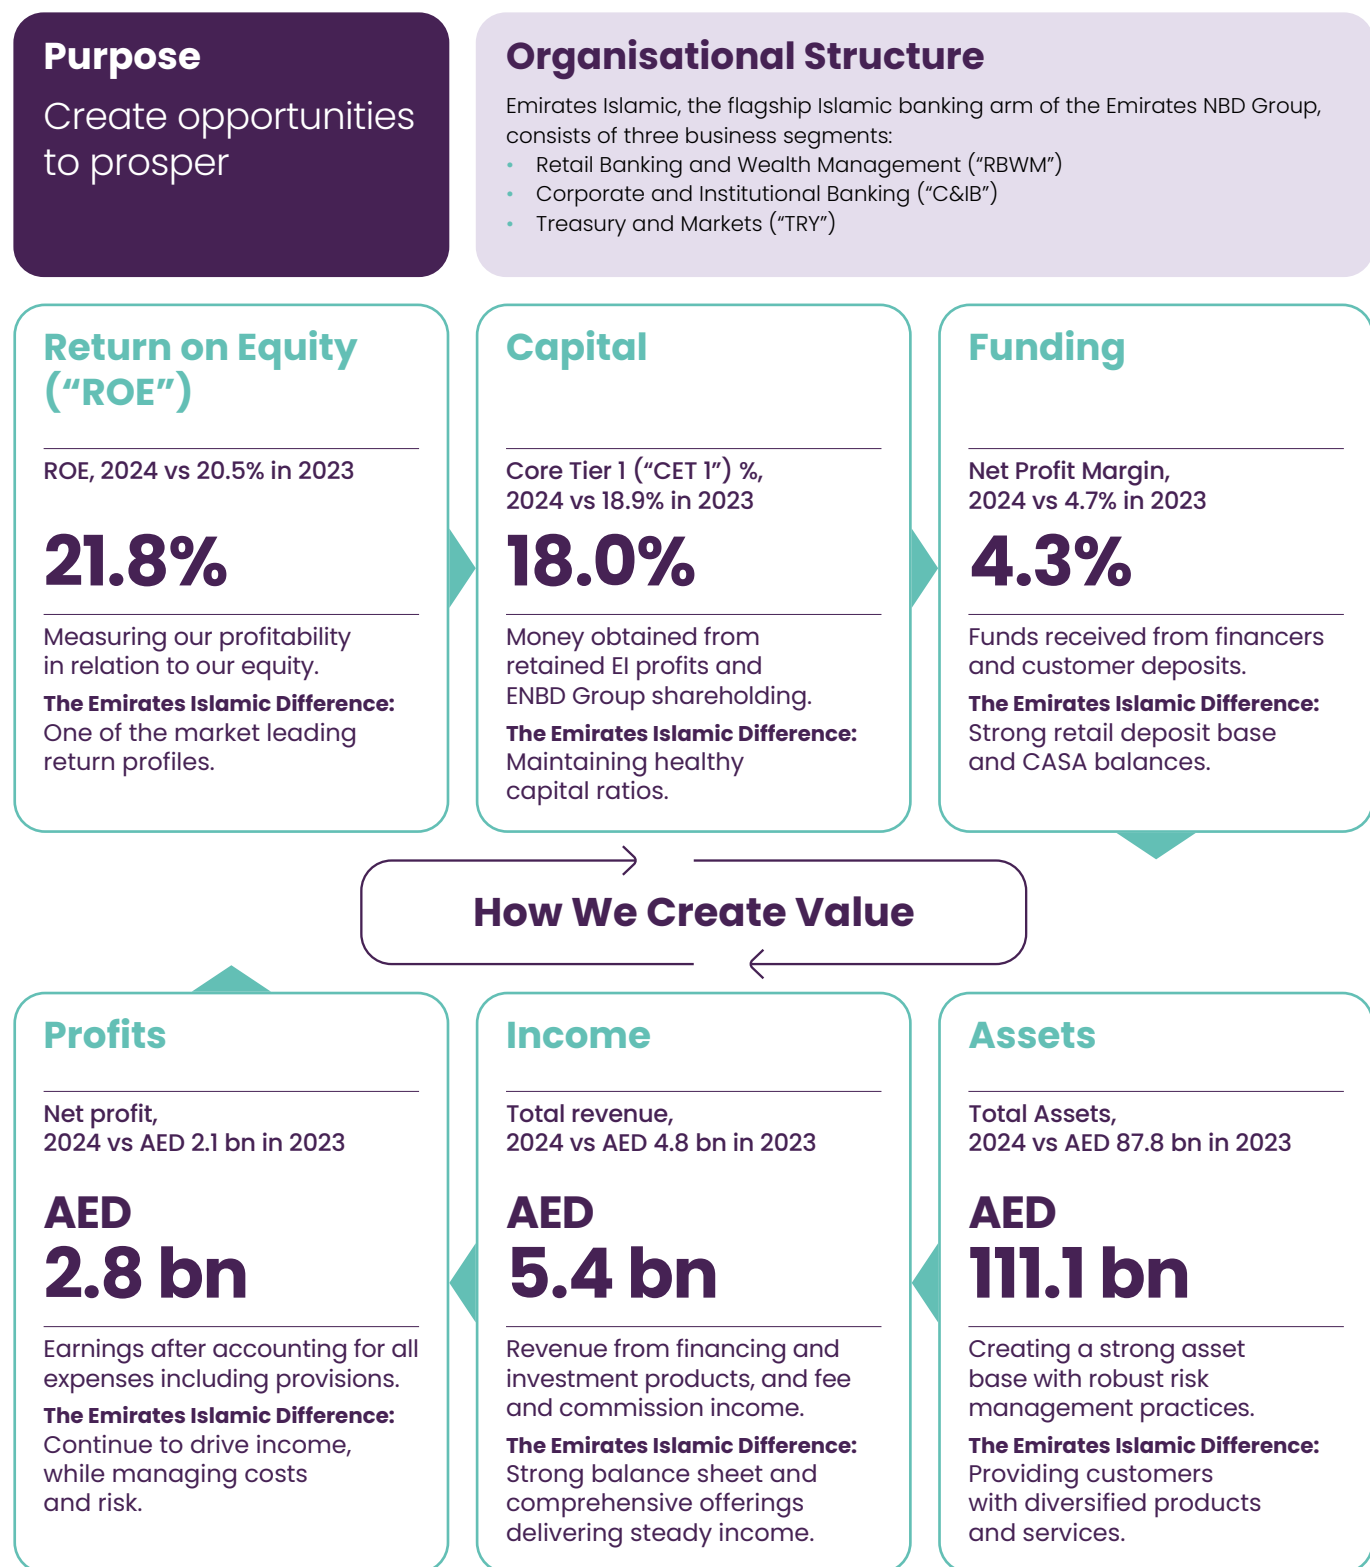 Purpose
Create opportunities
to prosper
Organisational Structure
Emirates Islamic, the flagship Islamic banking arm of the Emirates NBD Group,
consists of three business segments:
• Retail Banking and Wealth Management (“RBWM”)
• Corporate and Institutional Banking (“C&IB”)
• Treasury and Markets (“TRY”)
Return on Equity
(“ROE”)
ROE, 2024 vs 20.5% in 2023
21.8%
Measuring our profitability
in relation to our equity.
The Emirates Islamic Difference:
One of the market leading
return profiles.
Capital
Core Tier 1 (“CET 1”) %,
2024 vs 18.9% in 2023
18.0%
Money obtained from
retained EI profits and
ENBD Group shareholding.
The Emirates Islamic Difference:
Maintaining healthy
capital ratios.
Funding
Net Profit Margin,
2024 vs 4.7% in 2023
4.3%
Funds received from financers
and customer deposits.
The Emirates Islamic Difference:
Strong retail deposit base
and CASA balances.
How We Create Value
Profits
Net profit,
2024 vs AED 2.1 bn in 2023
AED
2.8 bn
Earnings after accounting for all
expenses including provisions.
The Emirates Islamic Difference:
Continue to drive income,
while managing costs
and risk.
Income
Total revenue,
2024 vs AED 4.8 bn in 2023
AED
5.4 bn
Revenue from financing and
investment products, and fee
and commission income.
The Emirates Islamic Difference:
Strong balance sheet and
comprehensive offerings
delivering steady income.
Assets
Total Assets,
2024 vs AED 87.8 bn in 2023
AED
111.1 bn
Creating a strong asset
base with robust risk
management practices.
The Emirates Islamic Difference:
Providing customers
with diversified products
and services.